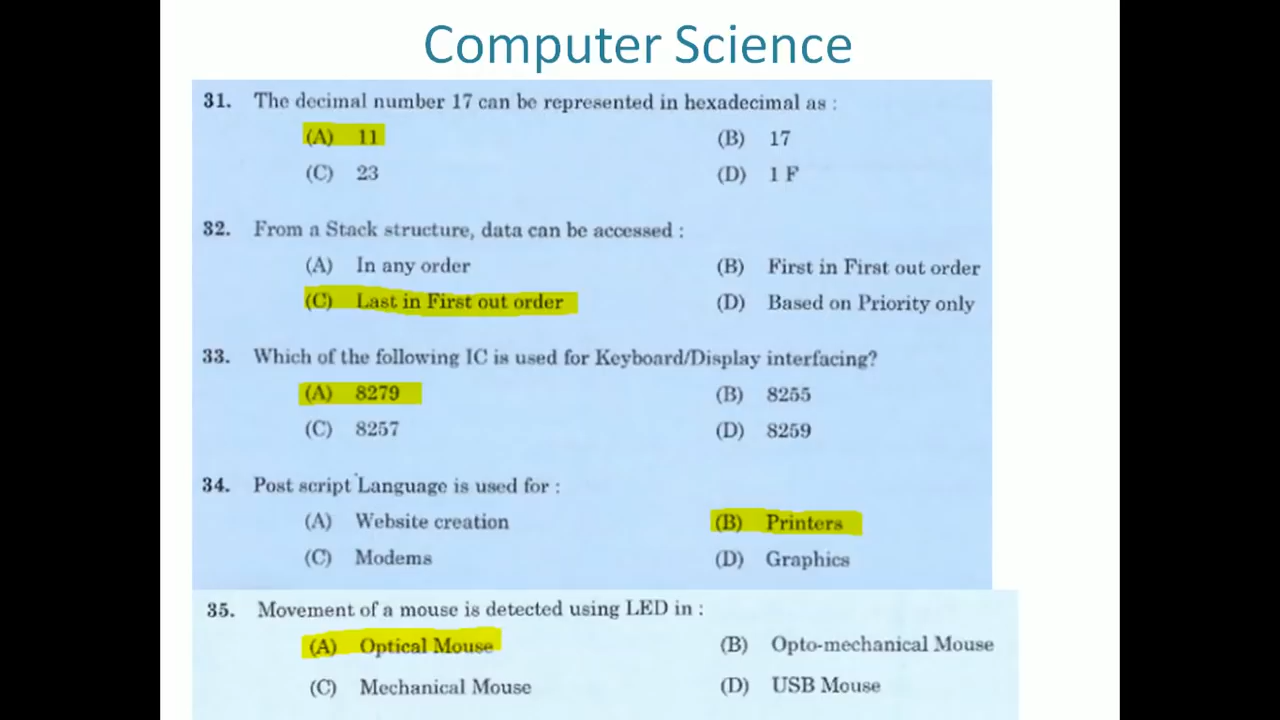 Computer Science
31. The decimal number 17 can be represented in hexadecimal as :
(A) 11 (B) 17
(C) 23 (D) 1 F
32. From a Stack structure, data can be accessed :
(A) In any order (B) First in First out order
(C) Last in First out order (D) Based on Priority only
33. Which of the following IC is used for Keyboard/Display interfacing?
(A) 8279 (B) 8255
(C) 8257 (D) 8259
34. Post script Language is used for :
(A) Website creation (B) Printers
(C) Modems (D) Graphics
35. Movement of a mouse is detected using LED in :
(A) Optical Mouse (B) Opto-mechanical Mouse
(C) Mechanical Mouse (D) USB Mouse